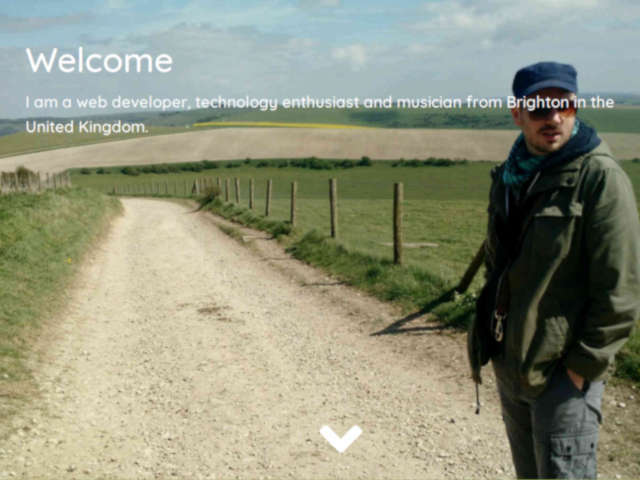 Welcome
I am a web developer, technology enthusiast and musician from Brighton in the
United Kingdom.